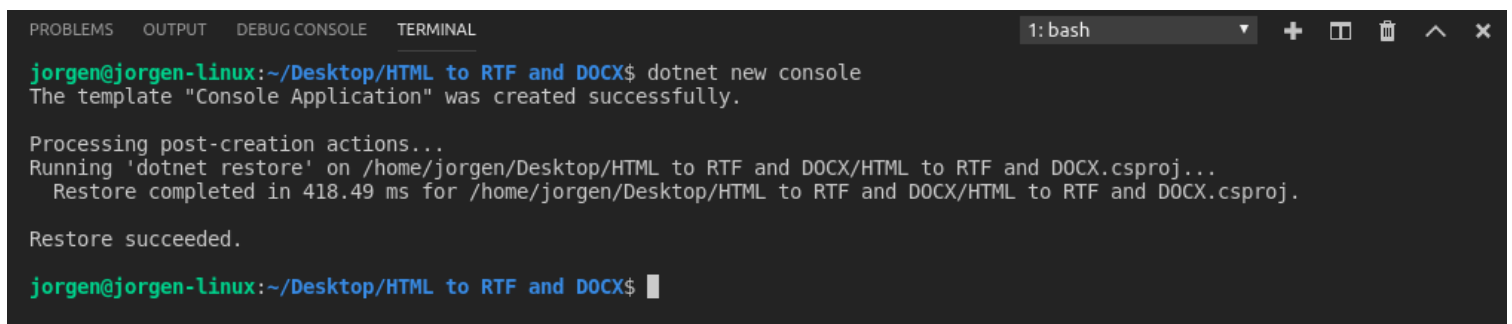 PROBLEMS OUTPUT DEBUG CONSOLE TERMINAL 1: bash
jorgen@jorgen-linux:~/Desktop/HTML to RTF and DOCX$ dotnet new console
The template "Console Application" was created successfully.
Processing post-creation actions...
Running 'dotnet restore' on /home/jorgen/Desktop/HTML to RTF and DOCX/HTML to RTF and DOCX.csproj...
Restore completed in 418.49 ms for /home/jorgen/Desktop/HTML to RTF and DOCX/HTML to RTF and DOCX.csproj.
Restore succeeded.
jorgen@jorgen-linux:~/Desktop/HTML to RTF and DOCX$